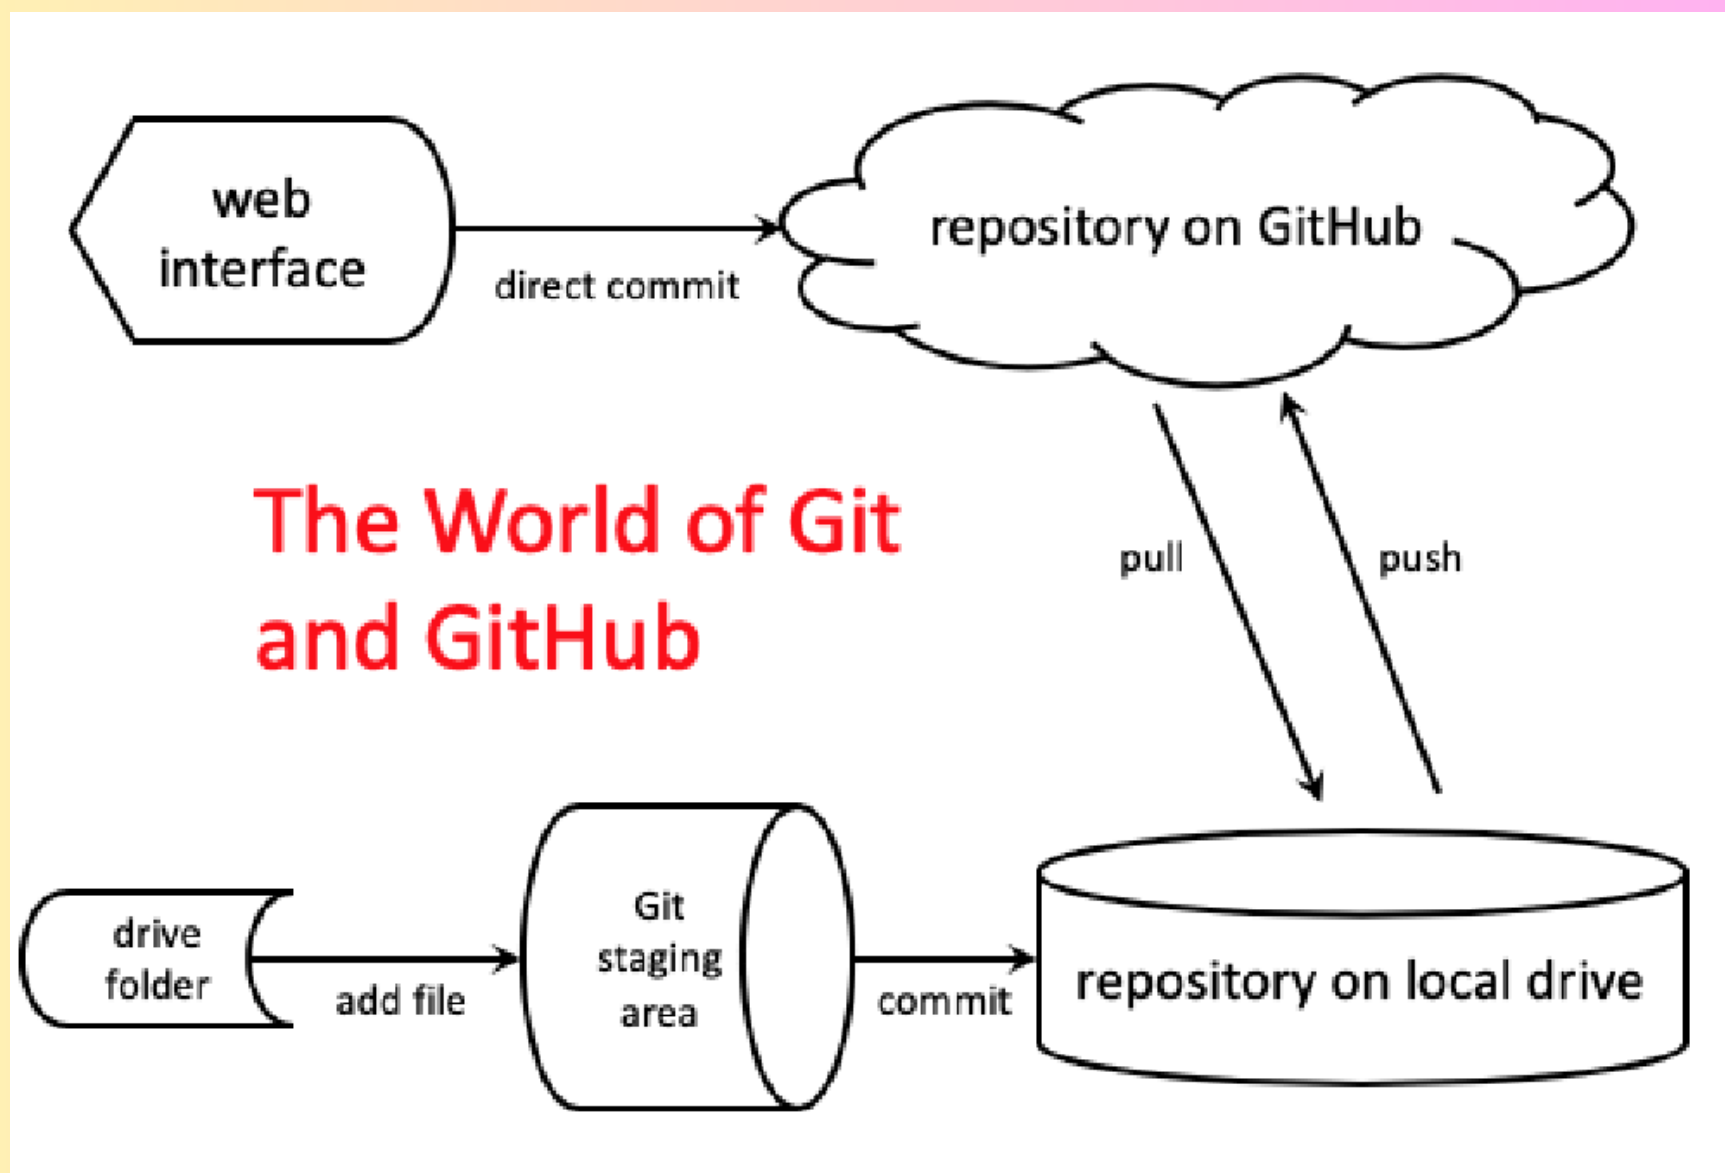 web
interface
direct commit
repository on GitHub
The World of Git
and GitHub
pull
push
drive
folder
add file
Git
staging
area
commit
repository on local drive